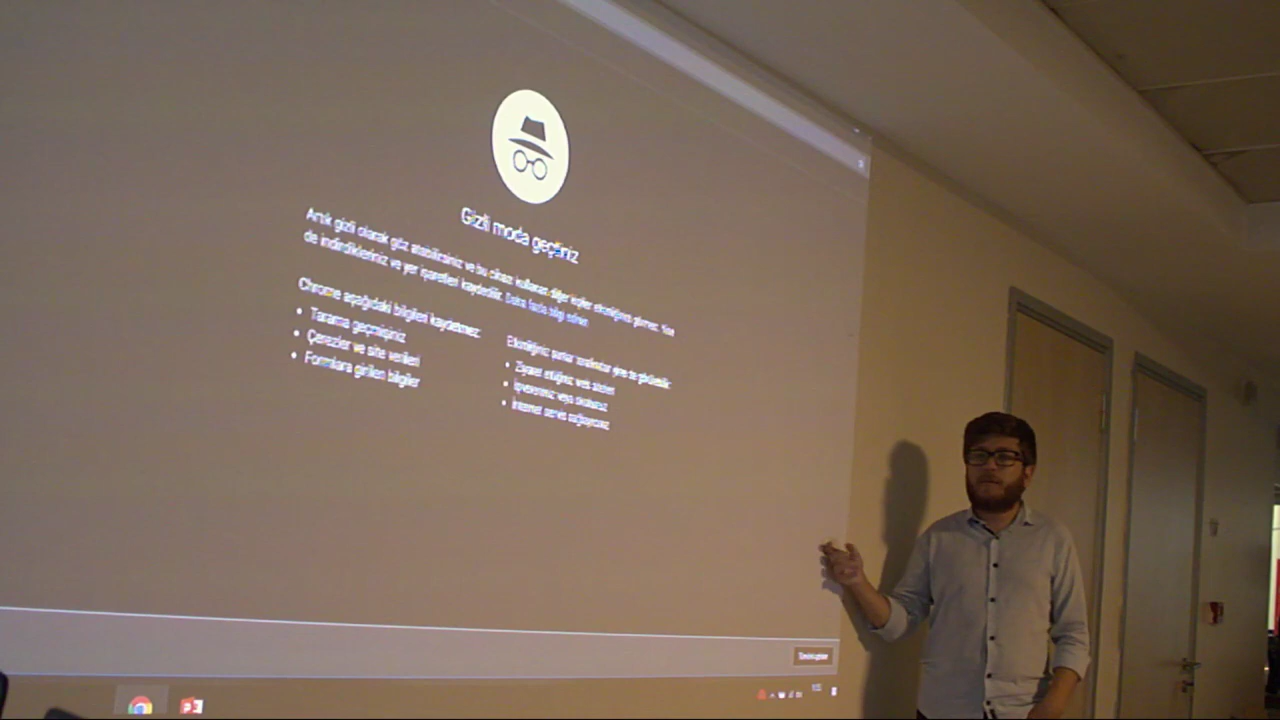 Gizli moda geçtiniz
Artık gizli olarak göz atabilirsiniz ve bu cihazı kullanan diğer kişiler etkinliğinizi görmez. Yine
de indirdikleriniz ve yer işaretleri kaydedilir. Daha fazla bilgi edinin
Chrome aşağıdaki bilgileri kaydetmez:
• Tarama geçmişiniz
• Çerezler ve site verileri
• Formlara girilen bilgiler
Etkinliğiniz şunlar tarafından yine de görülebilir:
• Ziyaret ettiğiniz web siteleri
• İşvereniniz veya okulunuz
• İnternet servis sağlayıcınız
Tümünü göster